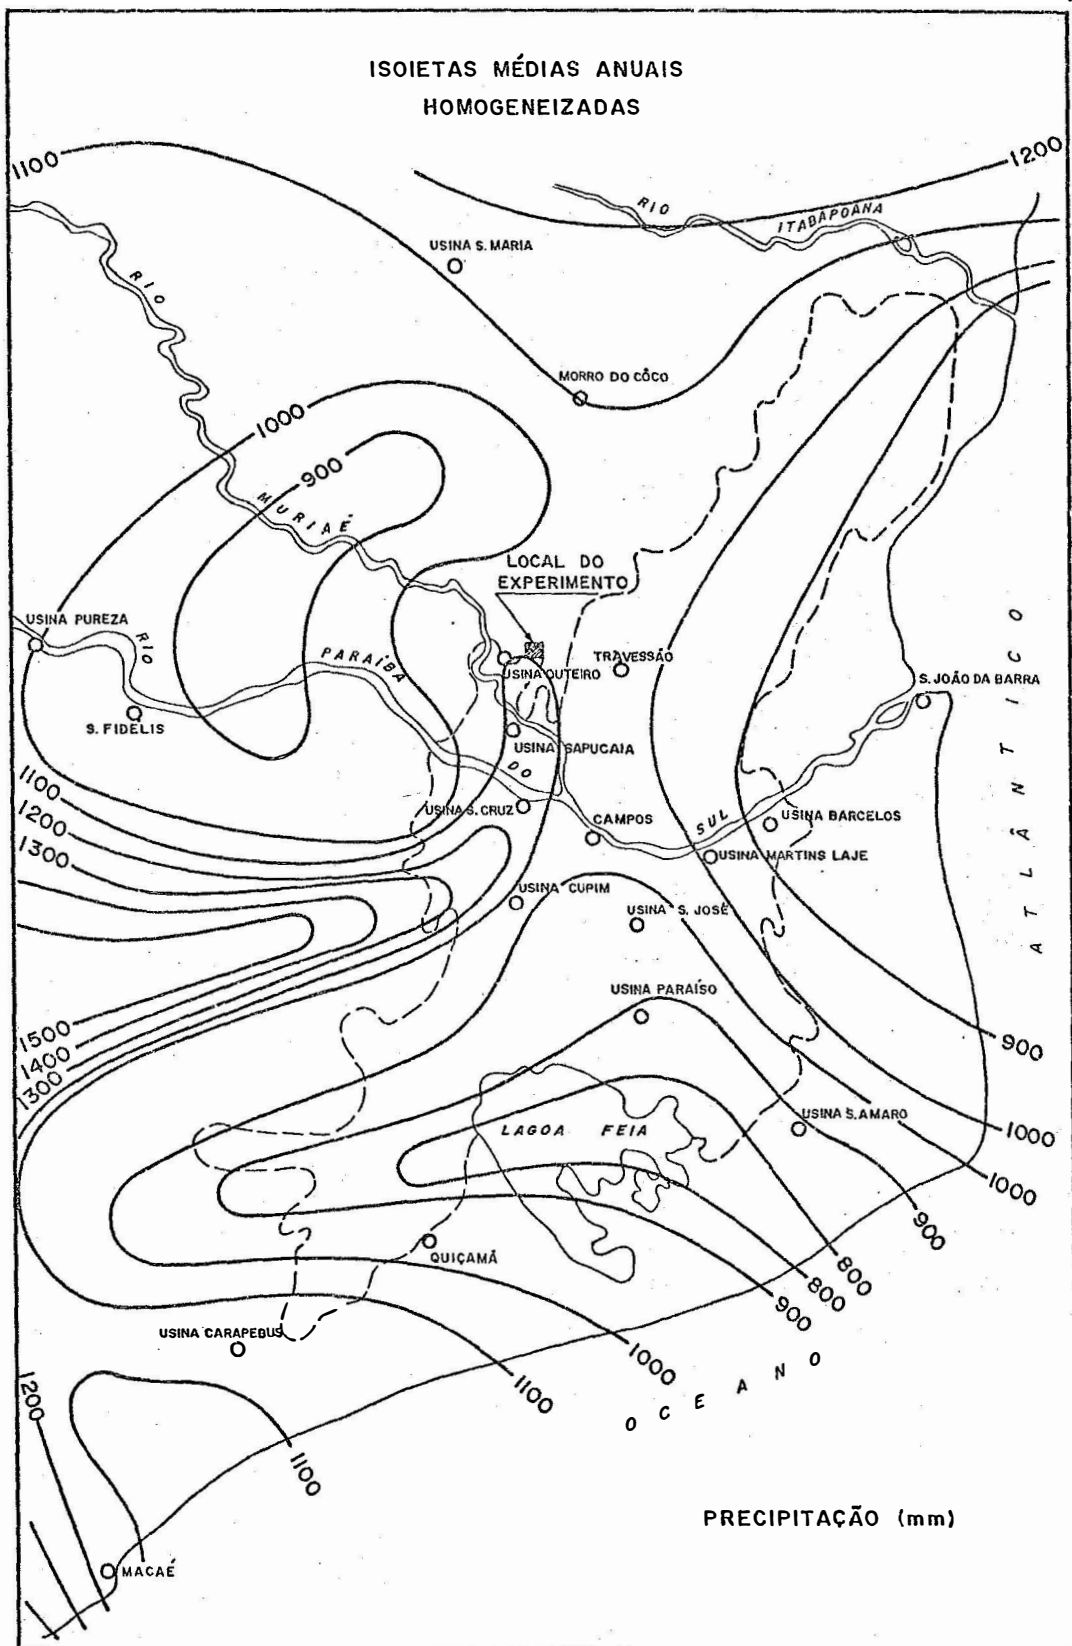 ISOIETAS MÉDIAS ANUAIS
HOMOGENEIZADAS
1100
1200
RIO
ITABAPOANA
USINA S. MARIA
RIO
MORRO DO CÔCO
1000
900
MURIAÉ
LOCAL DO
EXPERIMENTO
USINA PUREZA
RIO
PARAÍBA
TRAVESSÃO
USINA OUTEIRO
S. JOÃO DA BARRA
S. FIDELIS
USINA SAPUCAIA
DO
1100
1200
1300
USINA S. CRUZ
CAMPOS
SUL
USINA BARCELOS
USINA MARTINS LAJE
ATLÂNTICO
USINA CUPIM
USINA S. JOSÉ
USINA PARAÍSO
1500
1400
1300
900
USINA S. AMARO
LAGOA FEIA
1000
1000
900
QUIÇAMÃ
800
800
900
USINA CARAPEBUS
1000
1100
OCEANO
1200
1100
PRECIPITAÇÃO (mm)
MACAÉ